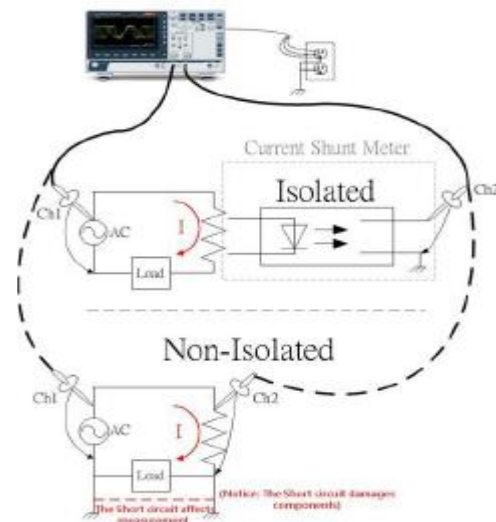 Current Shunt Meter
Isolated
Ch1
Ch2
AC
I
Load
Non-Isolated
Ch1
Ch2
AC
I
Load
The Short circuit affects
measurement
(Notice: The Short circuit damages
components)